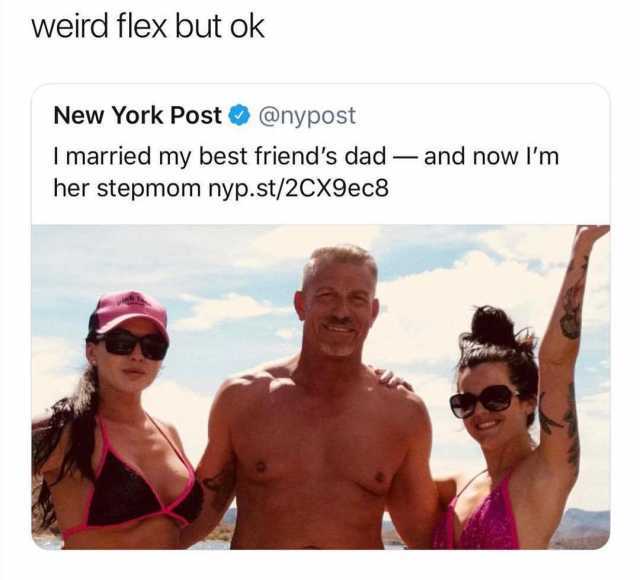 weird flex but ok
New York Post @nypost
I married my best friend's dad — and now I'm
her stepmom nyp.st/2CX9ec8